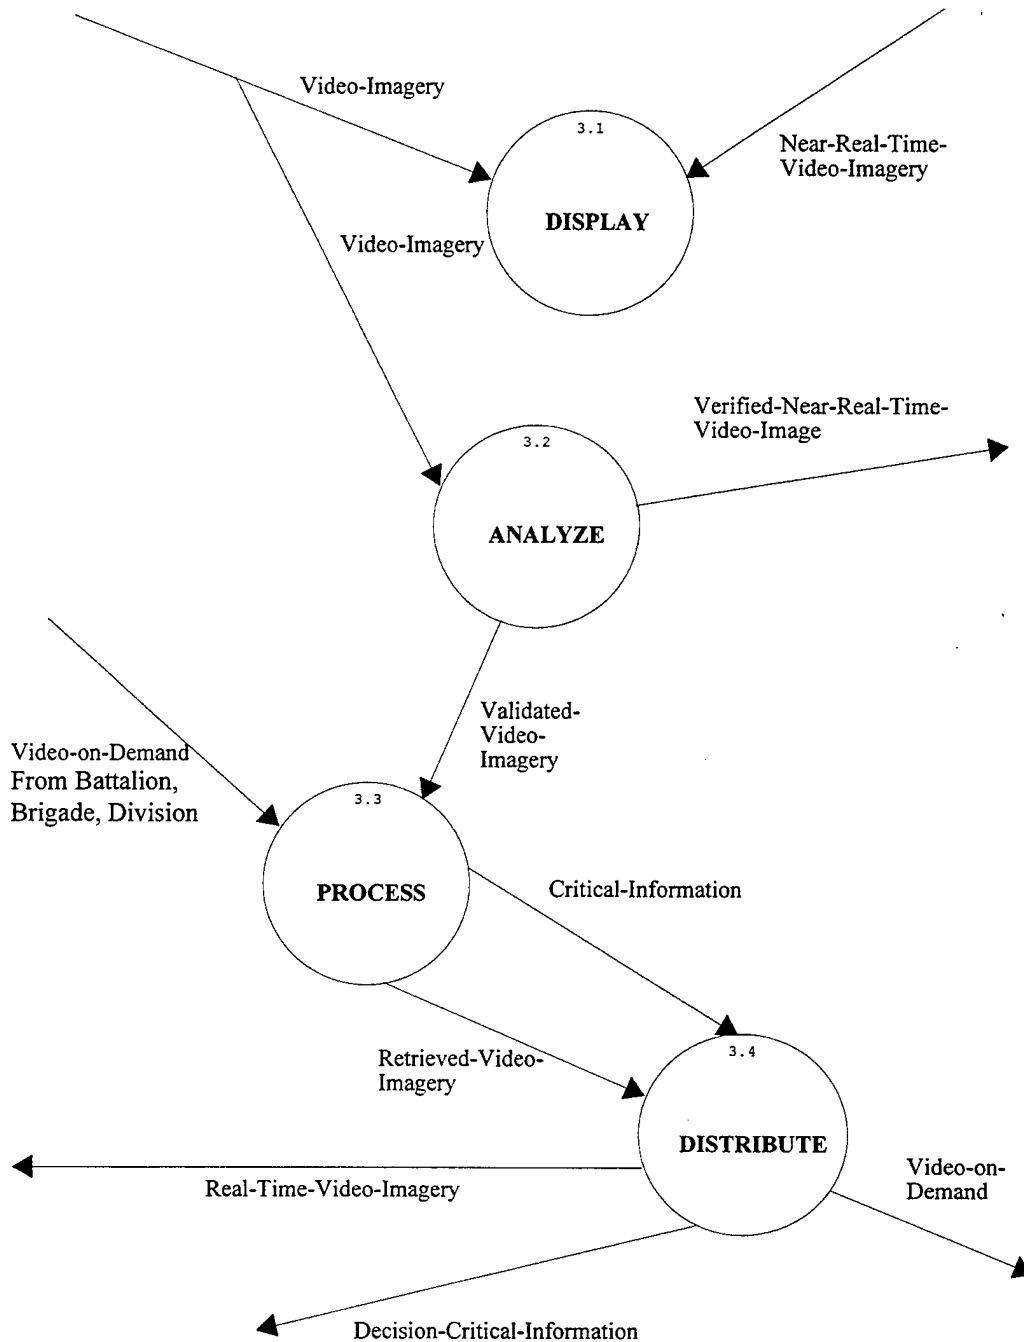 Video-Imagery
3.1
DISPLAY
Near-Real-Time-
Video-Imagery
Video-Imagery
Verified-Near-Real-Time-
Video-Image
3.2
ANALYZE
Validated-
Video-
Imagery
Video-on-Demand
From Battalion,
Brigade, Division
3.3
PROCESS
Critical-Information
Retrieved-Video-
Imagery
3.4
DISTRIBUTE
Video-on-
Demand
Real-Time-Video-Imagery
Decision-Critical-Information